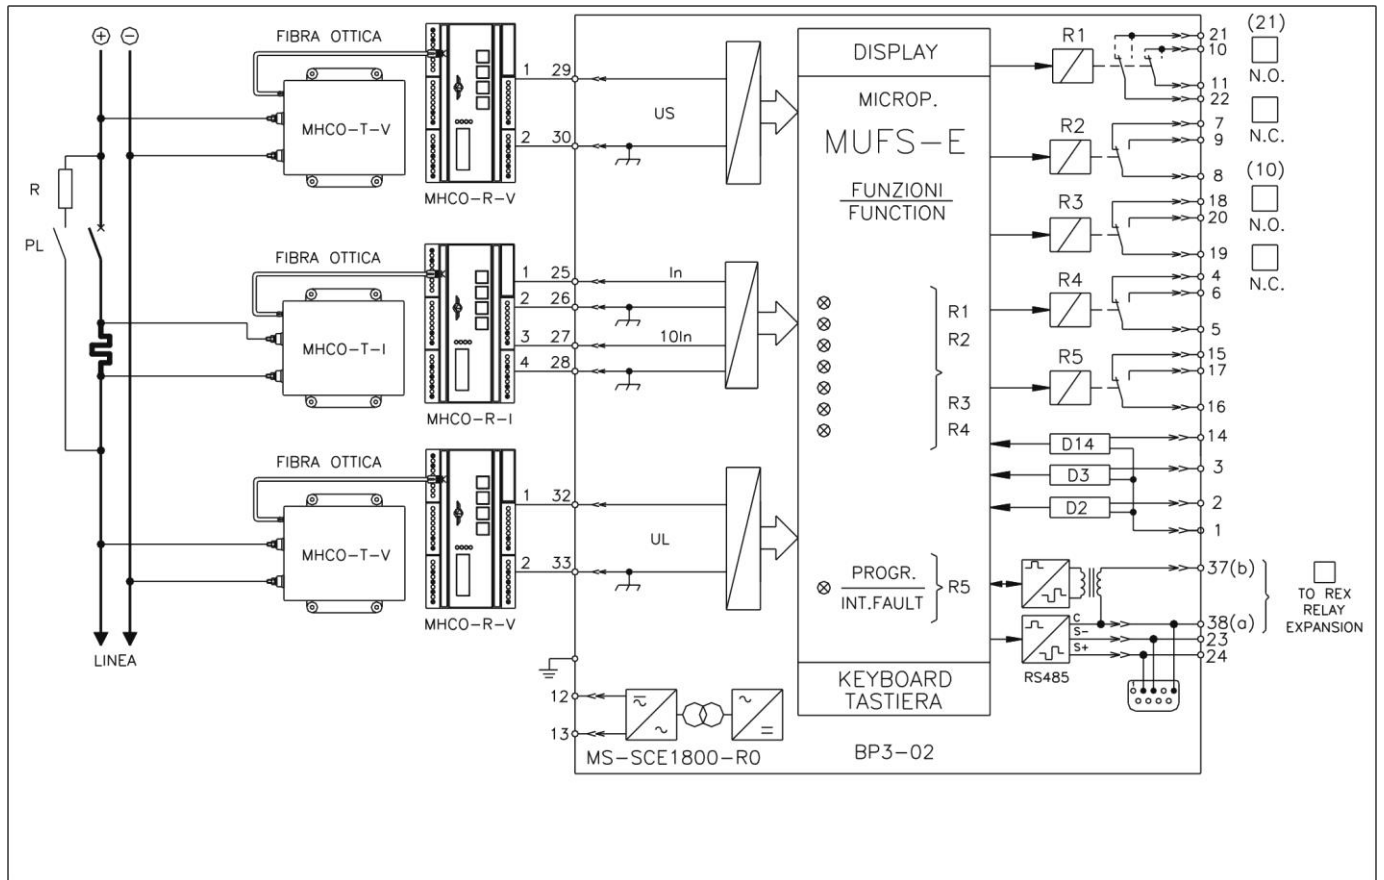 FIBRA OTTICA
MHCO-T-V
1
2
MHCO-R-V
R
PL
FIBRA OTTICA
MHCO-T-I
1
2
3
4
MHCO-R-I
FIBRA OTTICA
MHCO-T-V
1
2
MHCO-R-V
LINEA
29
US
30
25
In
26
27
10In
28
32
UL
33
12
13
MS-SCE1800-R0
BP3-02
DISPLAY
MICROP.
MUFS-E
FUNZIONI
FUNCTION
R1
R2
R3
R4
PROGR.
INT.FAULT
R5
KEYBOARD
TASTIERA
R1
21
10
11
22
R2
7
9
8
R3
18
20
19
R4
4
6
5
R5
15
17
16
D14
14
D3
3
D2
2
1
37(b)
C
38(a)
S-
23
S+
24
RS485
1
(21)
N.O.
N.C.
(10)
N.O.
N.C.
TO REX
RELAY
EXPANSION